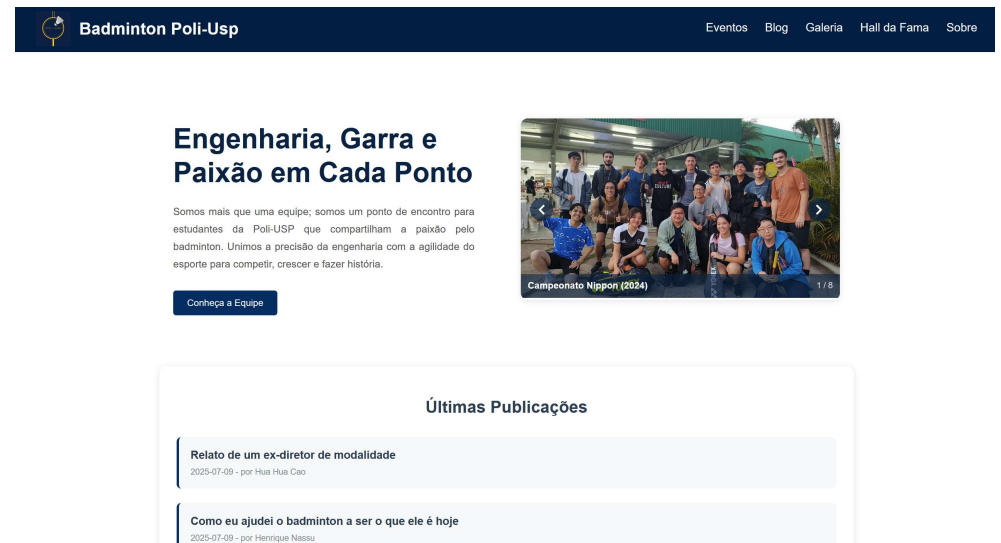 Badminton Poli-Usp
Eventos Blog Galeria Hall da Fama Sobre
Engenharia, Garra e
Paixão em Cada Ponto
Somos mais que uma equipe; somos um ponto de encontro para
estudantes da Poli-USP que compartilham a paixão pelo
badminton. Unimos a precisão da engenharia com a agilidade do
esporte para competir, crescer e fazer história.
Conheça a Equipe
Campeonato Nippon (2024)
1 / 8
Últimas Publicações
Relato de um ex-diretor de modalidade
2025-07-09 - por Hua Hua Cao
Como eu ajudei o badminton a ser o que ele é hoje
2025-07-09 - por Henrique Nassu